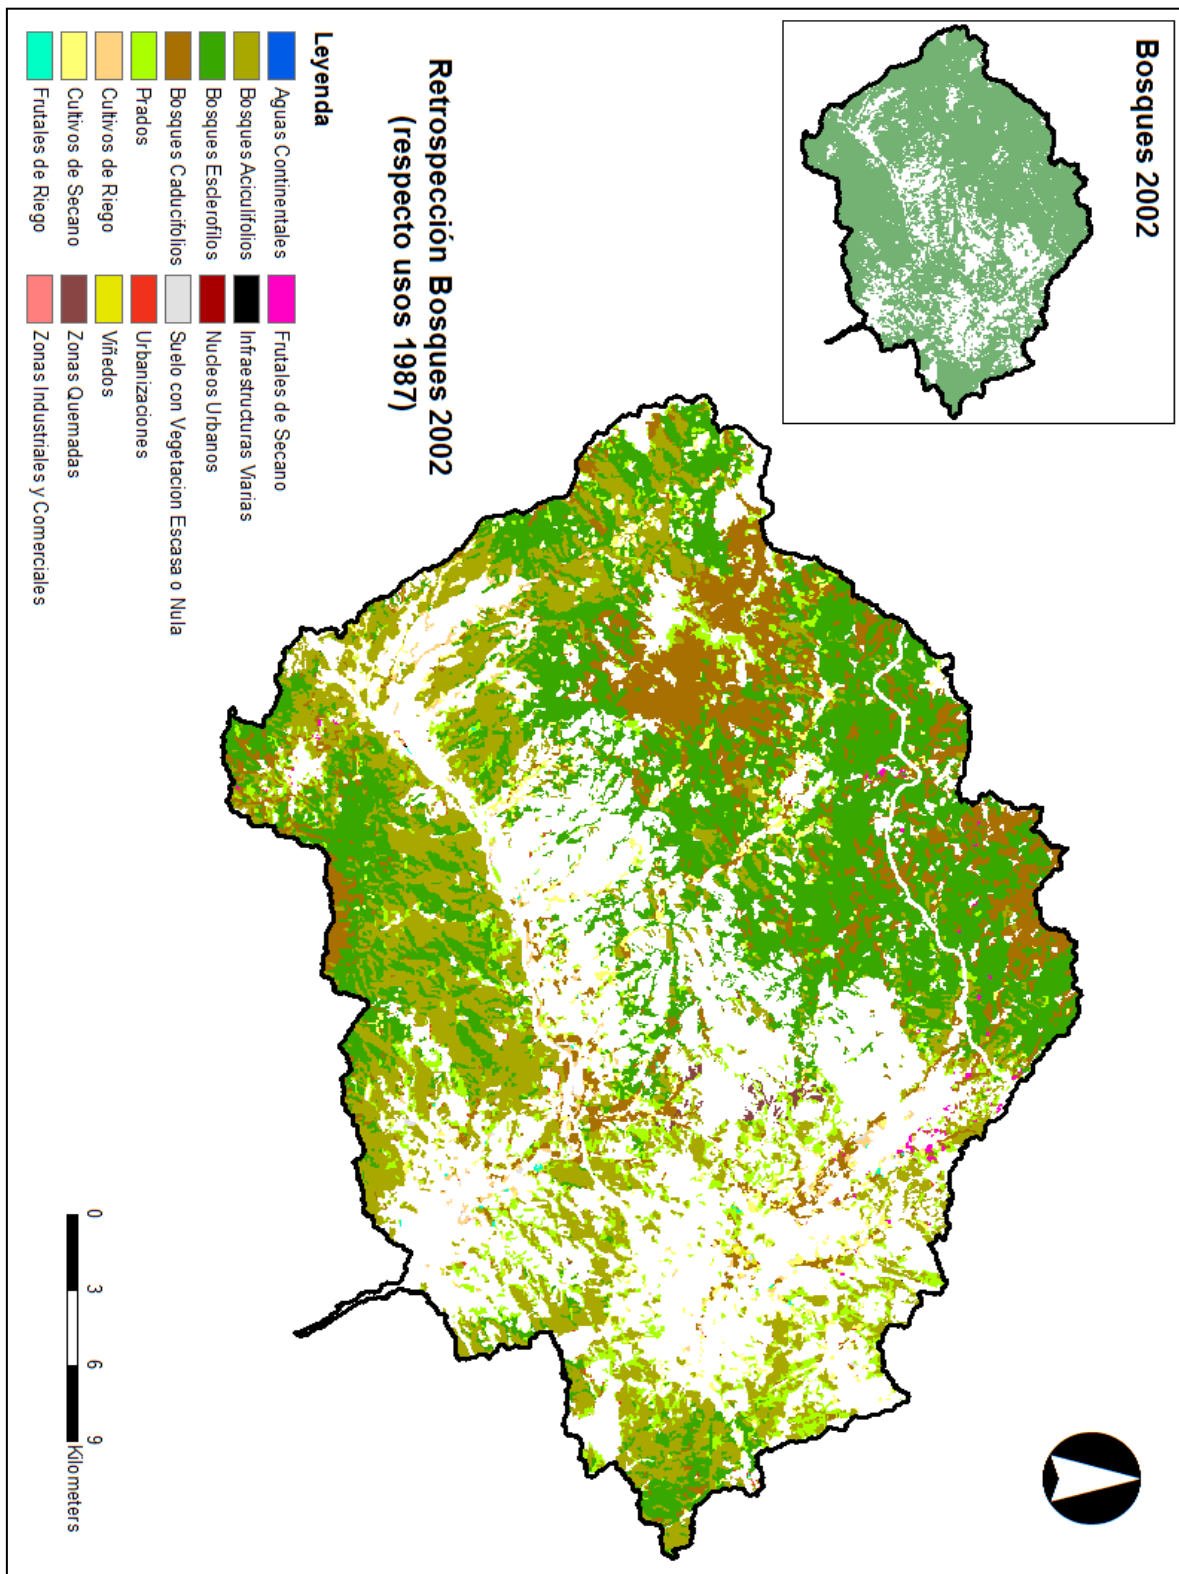 Bosques 2002
Retrospección Bosques 2002
(respecto usos 1987)
Leyenda
Aguas Continentales
Bosques Aciculifolios
Bosques Esclerofilos
Bosques Caducifolios
Prados
Cultivos de Riego
Cultivos de Secano
Frutales de Riego
Frutales de Secano
Infraestructuras Viarias
Nucleos Urbanos
Suelo con Vegetacion Escasa o Nula
Urbanizaciones
Viñedos
Zonas Quemadas
Zonas Industriales y Comerciales
0 3 6 9
Kilometers